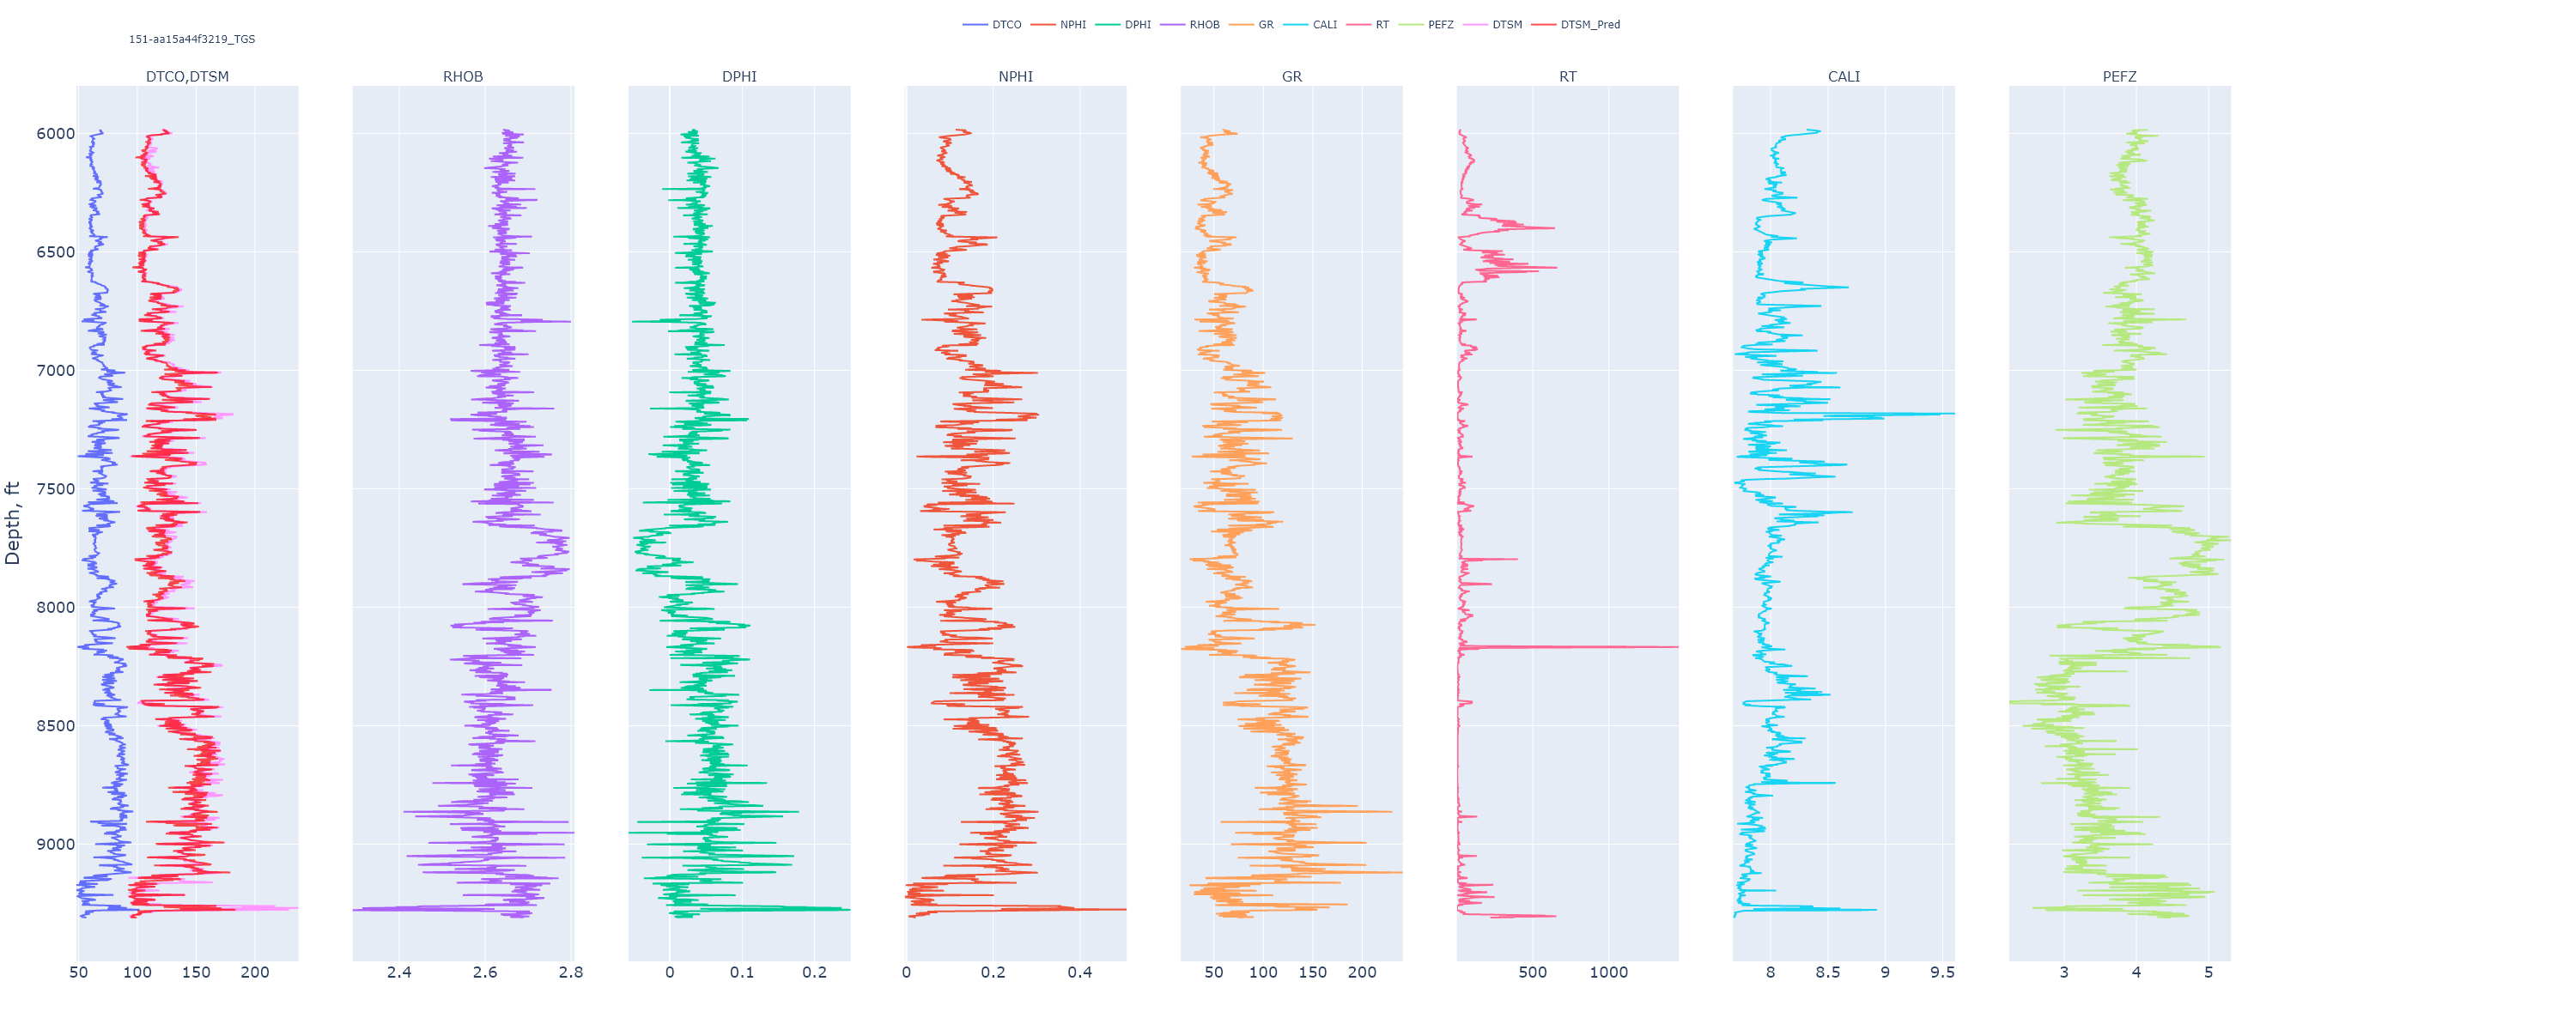 DTCO NPHI DPHI RHOB GR CALI RT PEFZ DTSM DTSM_Pred
151-aa15a44f3219_TGS
DTCO,DTSM RHOB DPHI NPHI GR RT CALI PEFZ
6000
6500
7000
7500
8000
8500
9000
Depth, ft
50 100 150 200 2.4 2.6 2.8 0 0.1 0.2 0 0.2 0.4 50 100 150 200 500 1000 8 8.5 9 9.5 3 4 5